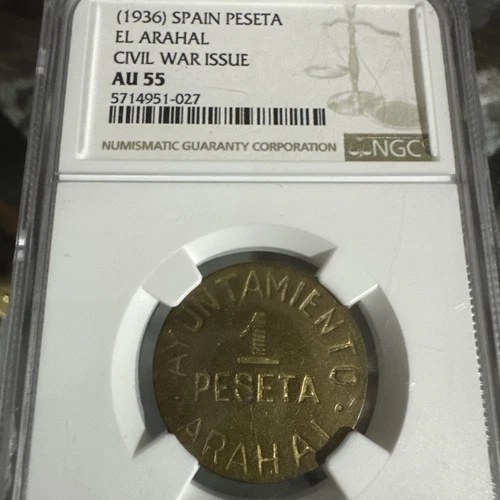 (1936) SPAIN PESETA
EL ARAHAL
CIVIL WAR ISSUE
AU 55
5714951-027
NUMISMATIC GUARANTY CORPORATION
NGC
AYUNTAMIENTO
1
PESETA
ARAHAL